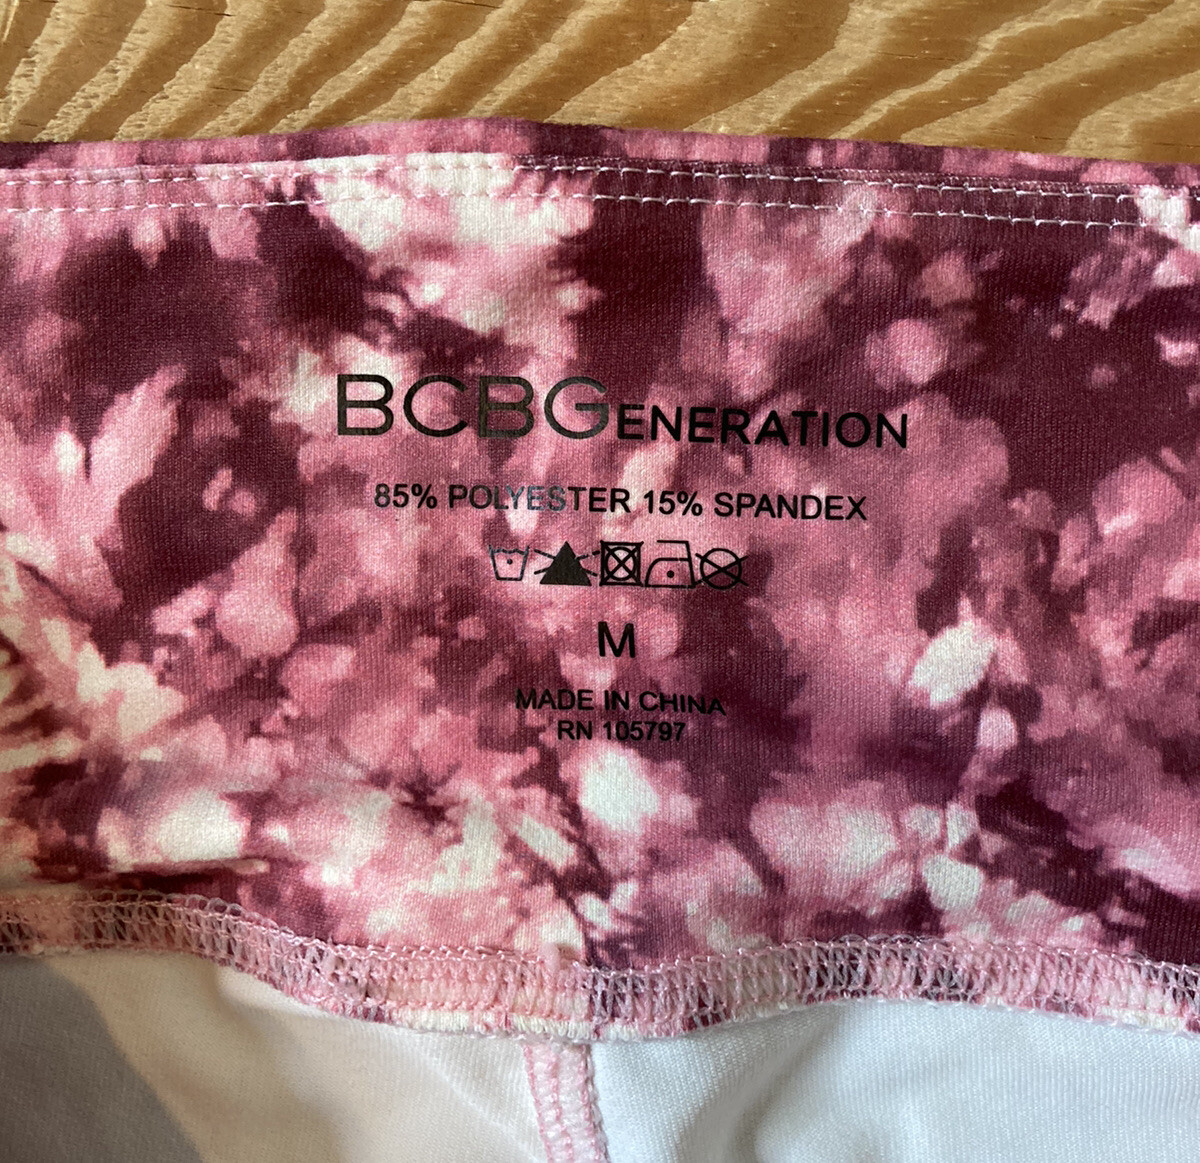 BCBGENERATION
85% POLYESTER 15% SPANDEX
M
MADE IN CHINA
RN 105797